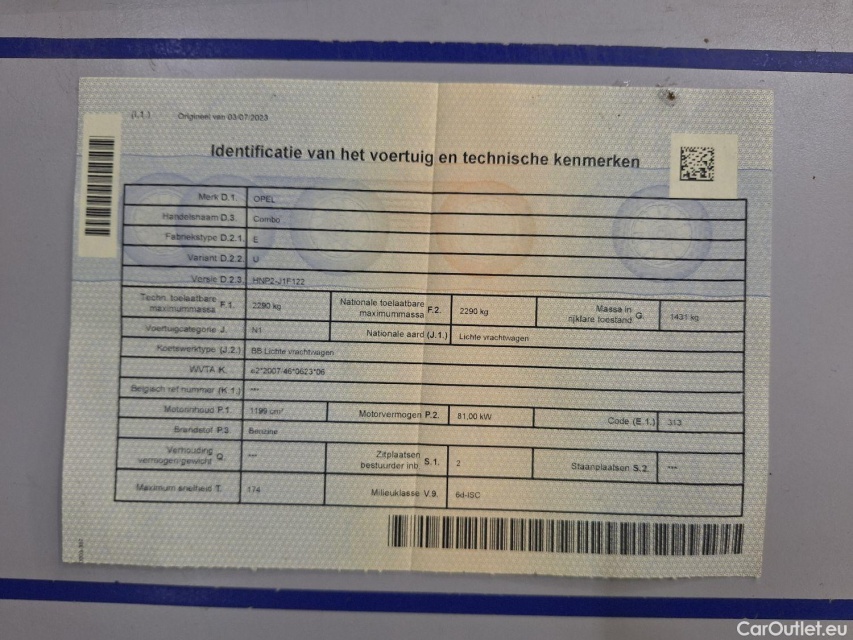 (I.1.) Origineel van 03/07/2023
Identificatie van het voertuig en technische kenmerken
Merk D.1. OPEL
Handelsnaam D.3. Combo
Fabriekstype D.2.1. E
Variant D.2.2. U
Versie D.2.3. HNP2-J1F122
Techn. toelaatbare maximummassa F.1. 2290 kg Nationale toelaatbare maximummassa F.2. 2290 kg Massa in rijklare toestand G. 1431 kg
Voertuigcategorie J. N1 Nationale aard (J.1.) Lichte vrachtwagen
Koetswerktype (J.2.) BB Lichte vrachtwagen
WVTA K. e2*2007/46*0623*06
Belgisch ref nummer (K.1.) ***
Motorinhoud P.1. 1199 cm³ Motorvermogen P.2. 81,00 kW Code (E.1.) 313
Brandstof P.3. Benzine
Verhouding vermogen/gewicht Q. *** Zitplaatsen bestuurder inb. S.1. 2 Staanplaatsen S.2. ***
Maximum snelheid T. 174 Milieuklasse V.9. 6d-ISC
CarOutlet.eu